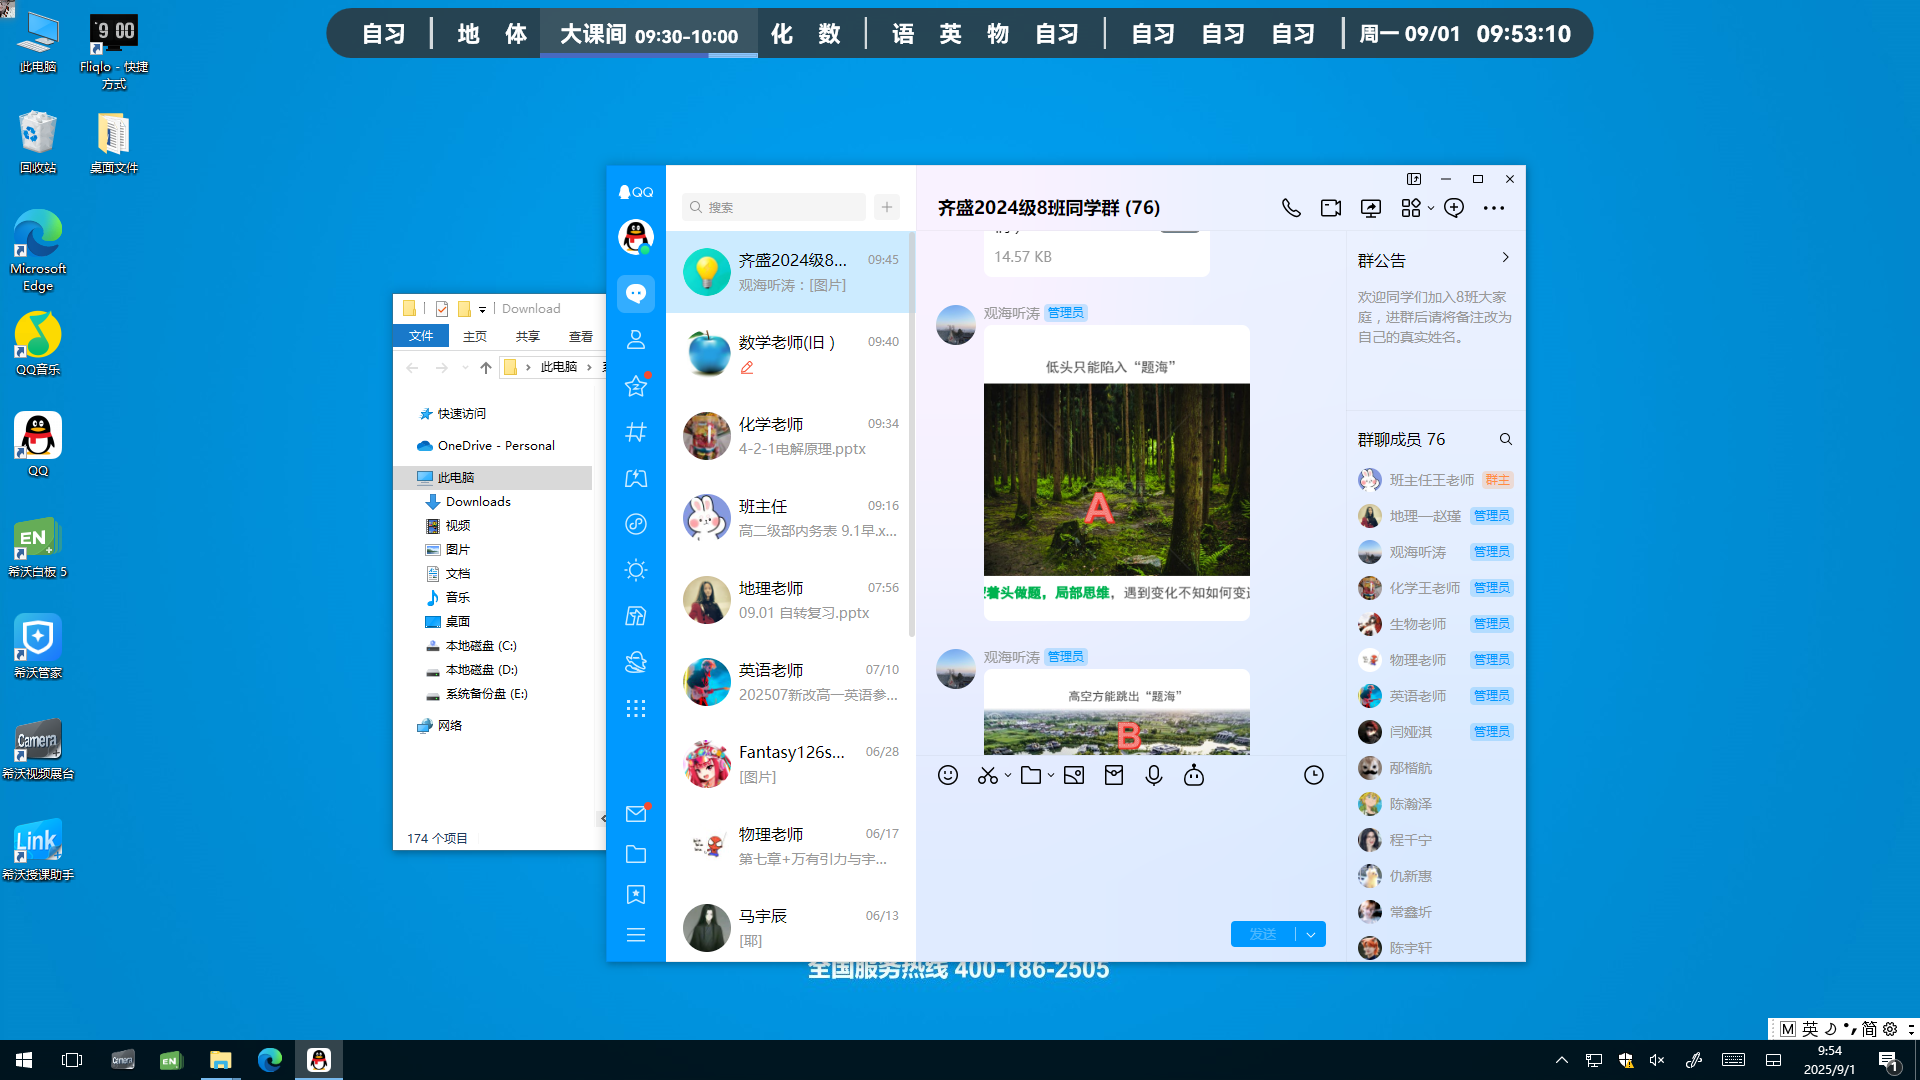 自习 地 体 大课间 09:30-10:00 化 数 语 英 物 自习 自习 自习 自习 周一 09/01 09:53:10
此电脑
Fliqlo - 快捷方式
回收站
桌面文件
Microsoft Edge
QQ音乐
QQ
EN
希沃白板 5
希沃管家
Camera
希沃视频展台
Link
希沃授课助手
Download
文件 主页 共享 查看
此电脑
快速访问
OneDrive - Personal
此电脑
Downloads
视频
图片
文档
音乐
桌面
本地磁盘 (C:)
本地磁盘 (D:)
系统备份盘 (E:)
网络
174 个项目
QQ
搜索
齐盛2024级8... 09:45
观海听涛：[图片]
数学老师(旧 ) 09:40
化学老师 09:34
4-2-1电解原理.pptx
班主任 09:16
高二级部内务表 9.1早.x...
地理老师 07:56
09.01 自转复习.pptx
英语老师 07/10
202507新改高一英语参...
Fantasy126s... 06/28
[图片]
物理老师 06/17
第七章+万有引力与宇...
马宇辰 06/13
[耶]
齐盛2024级8班同学群 (76)
14.57 KB
观海听涛 管理员
低头只能陷入“题海”
A
着头做题，局部思维，遇到变化不知如何变
观海听涛 管理员
高空方能跳出“题海”
B
发送
群公告
欢迎同学们加入8班大家
庭，进群后请将备注改为
自己的真实姓名。
群聊成员 76
班主任王老师 群主
地理—赵瑾 管理员
观海听涛 管理员
化学王老师 管理员
生物老师 管理员
物理老师 管理员
英语老师 管理员
闫娅淇 管理员
邴楷航
陈瀚泽
程千宁
仇新惠
常鑫圻
陈宇轩
全国服务热线 400-186-2505
M 英 简
9:54
2025/9/1
1